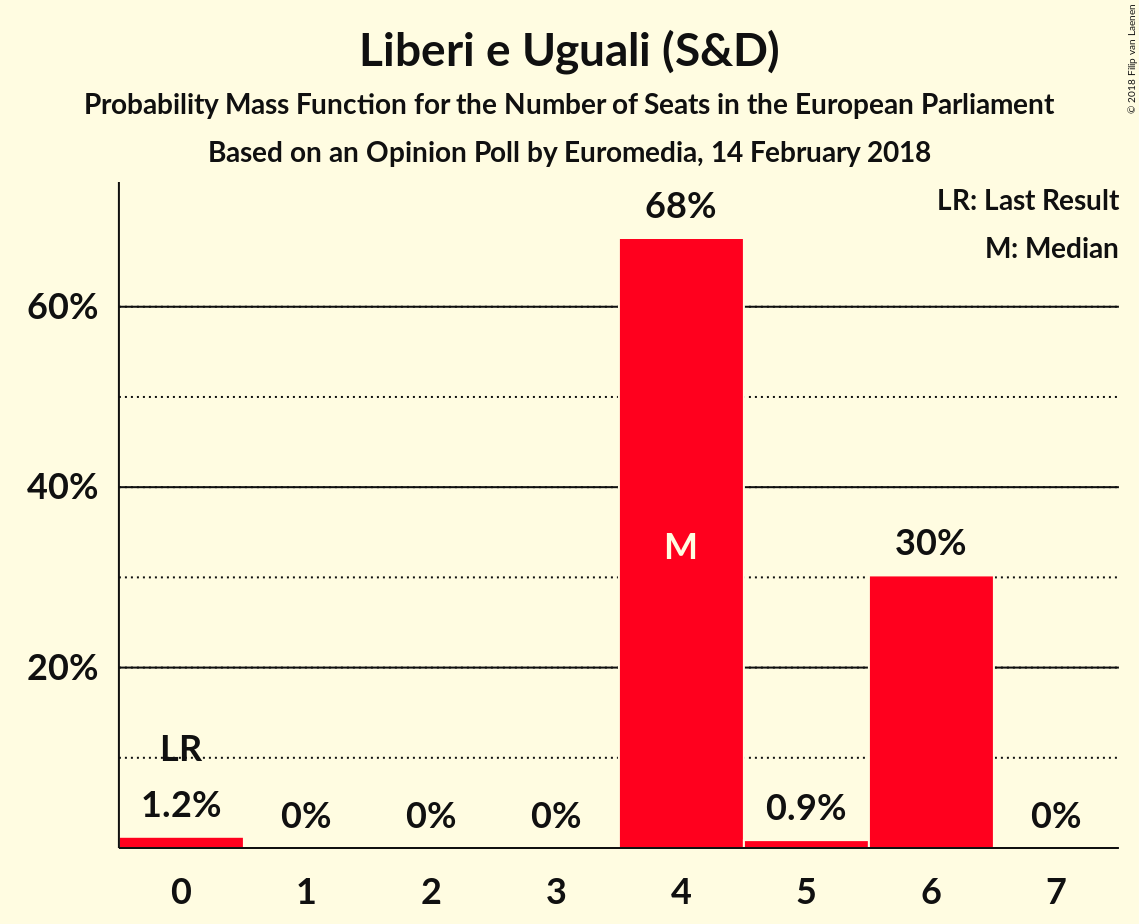 Liberi e Uguali (S&D)
Probability Mass Function for the Number of Seats in the European Parliament
Based on an Opinion Poll by Euromedia, 14 February 2018
© 2018 Filip van Laenen
LR: Last Result
M: Median
68%
60%
40%
M
30%
20%
LR
1.2%
0%
0%
0%
0.9%
0%
0 1 2 3 4 5 6 7